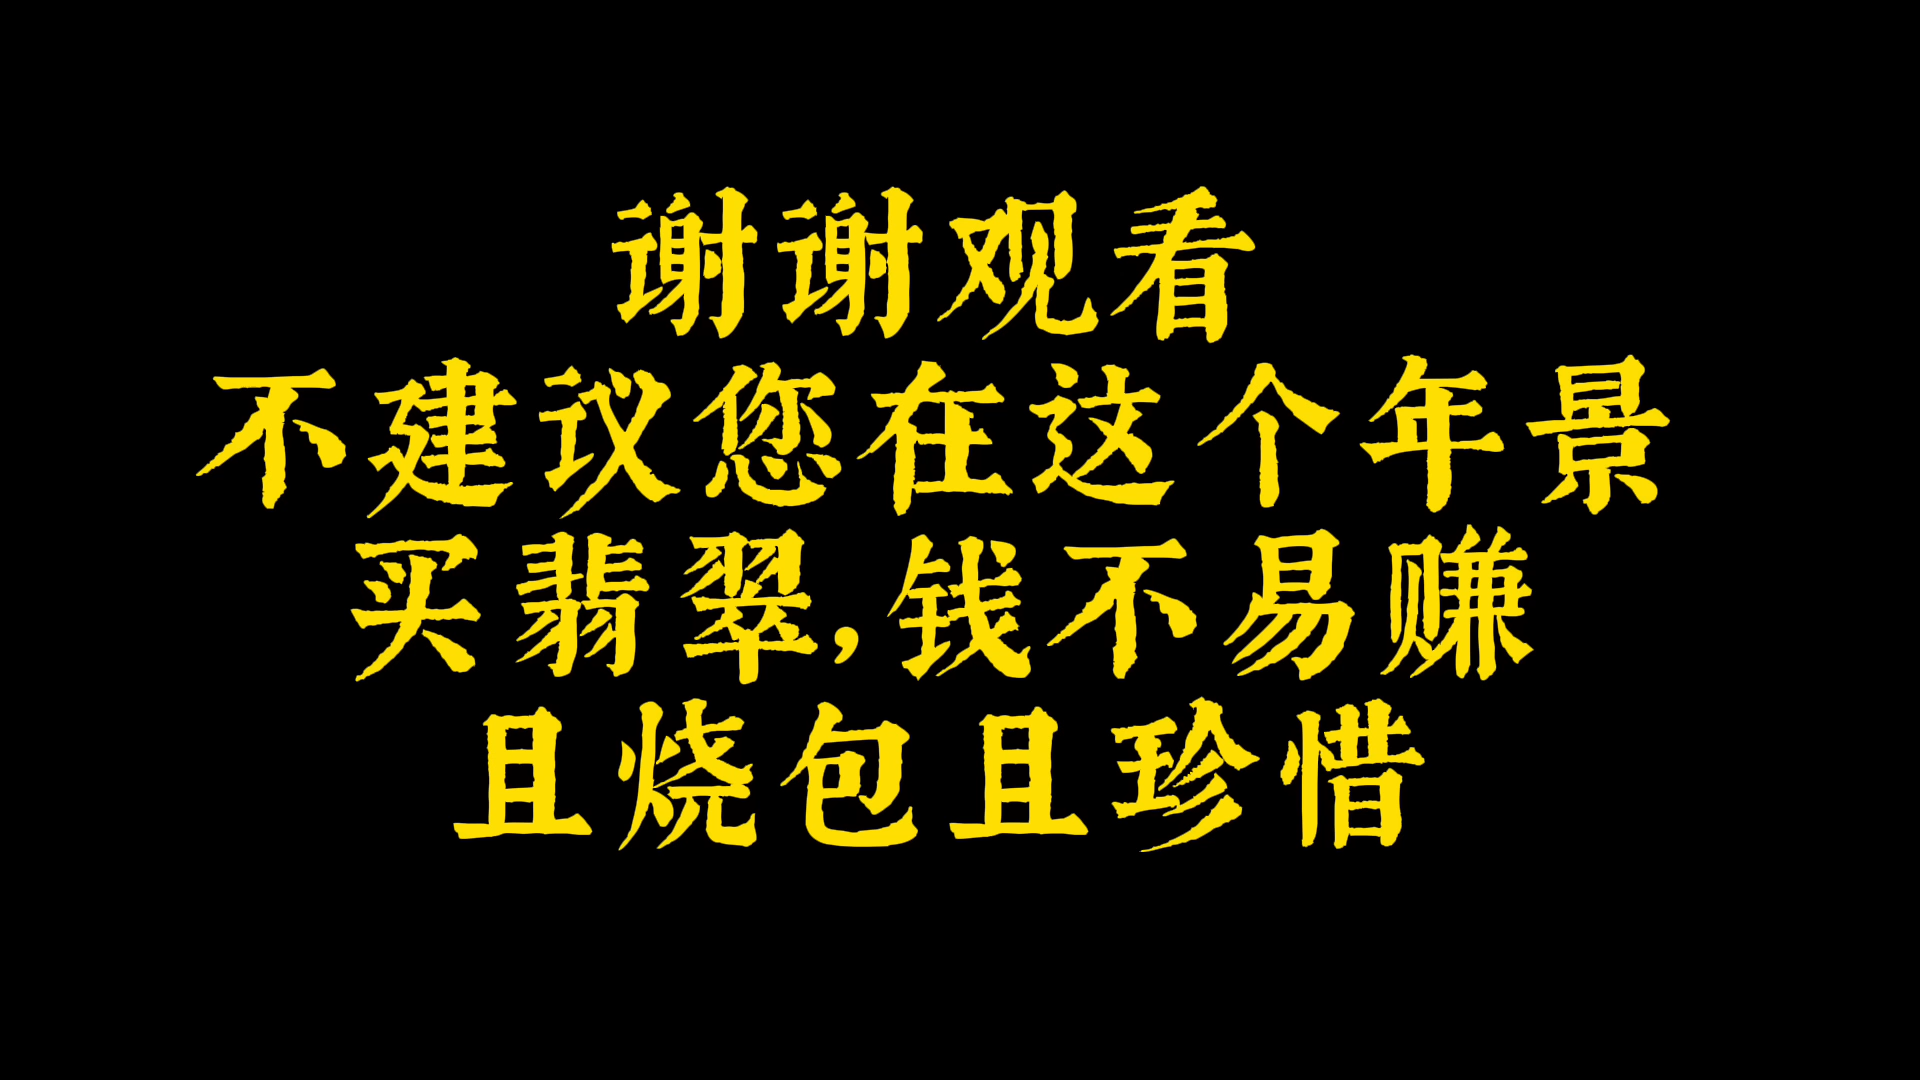 谢谢观看
不建议您在这个年景
买翡翠,钱不易赚
且烧包且珍惜